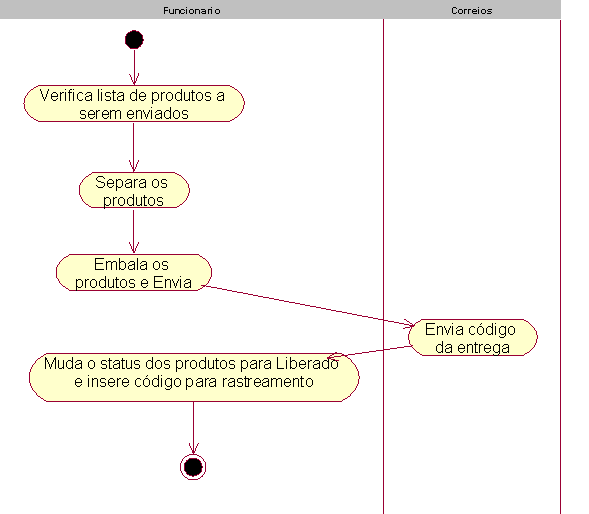 Funcionario
Correios
Verifica lista de produtos a
serem enviados
Separa os
produtos
Embala os
produtos e Envia
Envia código
da entrega
Muda o status dos produtos para Liberado
e insere código para rastreamento